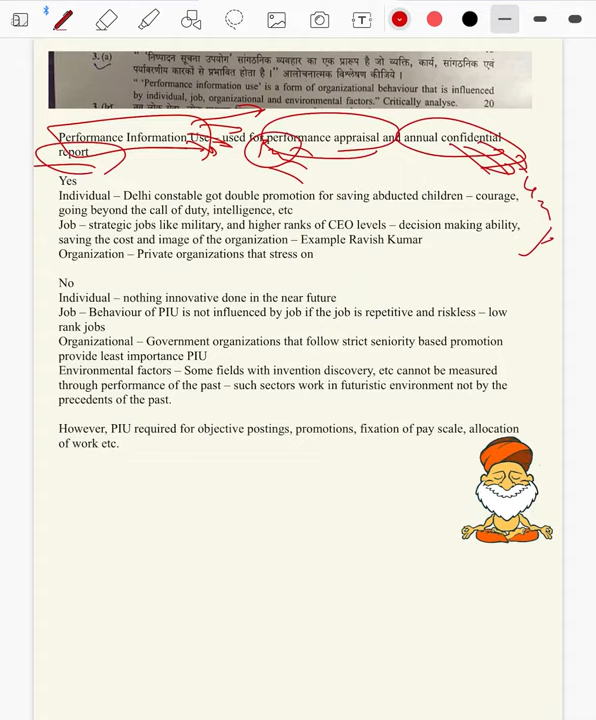 3. (a) " 'निष्पादन सूचना उपयोग' सांगठनिक व्यवहार का एक प्रारूप है जो व्यक्ति, कार्य, सांगठनिक एवं
पर्यावरणीय कारकों से प्रभावित होता है ।" आलोचनात्मक विश्लेषण कीजिये ।
" 'Performance information use' is a form of organizational behaviour that is influenced
by individual, job, organizational and environmental factors." Critically analyse. 20
Performance Information Use – used for performance appraisal and annual confidential
report
Yes
Individual – Delhi constable got double promotion for saving abducted children – courage,
going beyond the call of duty, intelligence, etc
Job – strategic jobs like military, and higher ranks of CEO levels – decision making ability,
saving the cost and image of the organization – Example Ravish Kumar
Organization – Private organizations that stress on
No
Individual – nothing innovative done in the near future
Job – Behaviour of PIU is not influenced by job if the job is repetitive and riskless – low
rank jobs
Organizational – Government organizations that follow strict seniority based promotion
provide least importance PIU
Environmental factors – Some fields with invention discovery, etc cannot be measured
through performance of the past – such sectors work in futuristic environment not by the
precedents of the past.
However, PIU required for objective postings, promotions, fixation of pay scale, allocation
of work etc.